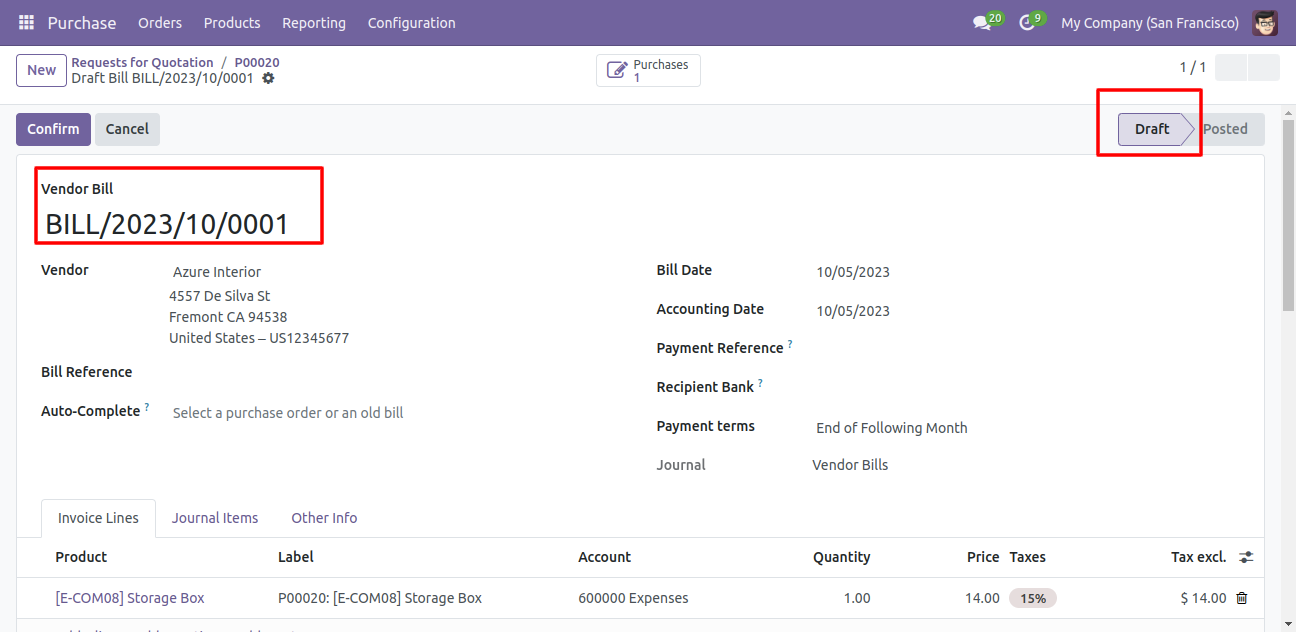 Purchase Orders Products Reporting Configuration 20 9 My Company (San Francisco)
New Requests for Quotation / P00020 Purchases 1 / 1
Draft Bill BILL/2023/10/0001 1
Confirm Cancel Draft Posted
Vendor Bill
BILL/2023/10/0001
Vendor Azure Interior Bill Date 10/05/2023
4557 De Silva St
Fremont CA 94538 Accounting Date 10/05/2023
United States – US12345677
Payment Reference ?
Bill Reference Recipient Bank ?
Auto-Complete ? Select a purchase order or an old bill Payment terms End of Following Month
Journal Vendor Bills
Invoice Lines Journal Items Other Info
Product Label Account Quantity Price Taxes Tax excl.
[E-COM08] Storage Box P00020: [E-COM08] Storage Box 600000 Expenses 1.00 14.00 15% $ 14.00